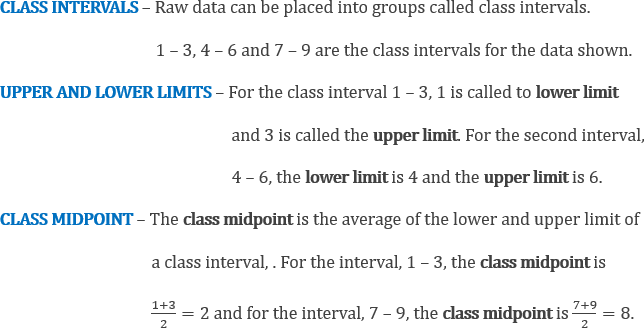 CLASS INTERVALS – Raw data can be placed into groups called class intervals.
1 – 3, 4 – 6 and 7 – 9 are the class intervals for the data shown.
UPPER AND LOWER LIMITS – For the class interval 1 – 3, 1 is called to lower limit
and 3 is called the upper limit. For the second interval,
4 – 6, the lower limit is 4 and the upper limit is 6.
CLASS MIDPOINT – The class midpoint is the average of the lower and upper limit of
a class interval, . For the interval, 1 – 3, the class midpoint is
\frac{1+3}{2} = 2 and for the interval, 7 – 9, the class midpoint is \frac{7+9}{2} = 8.